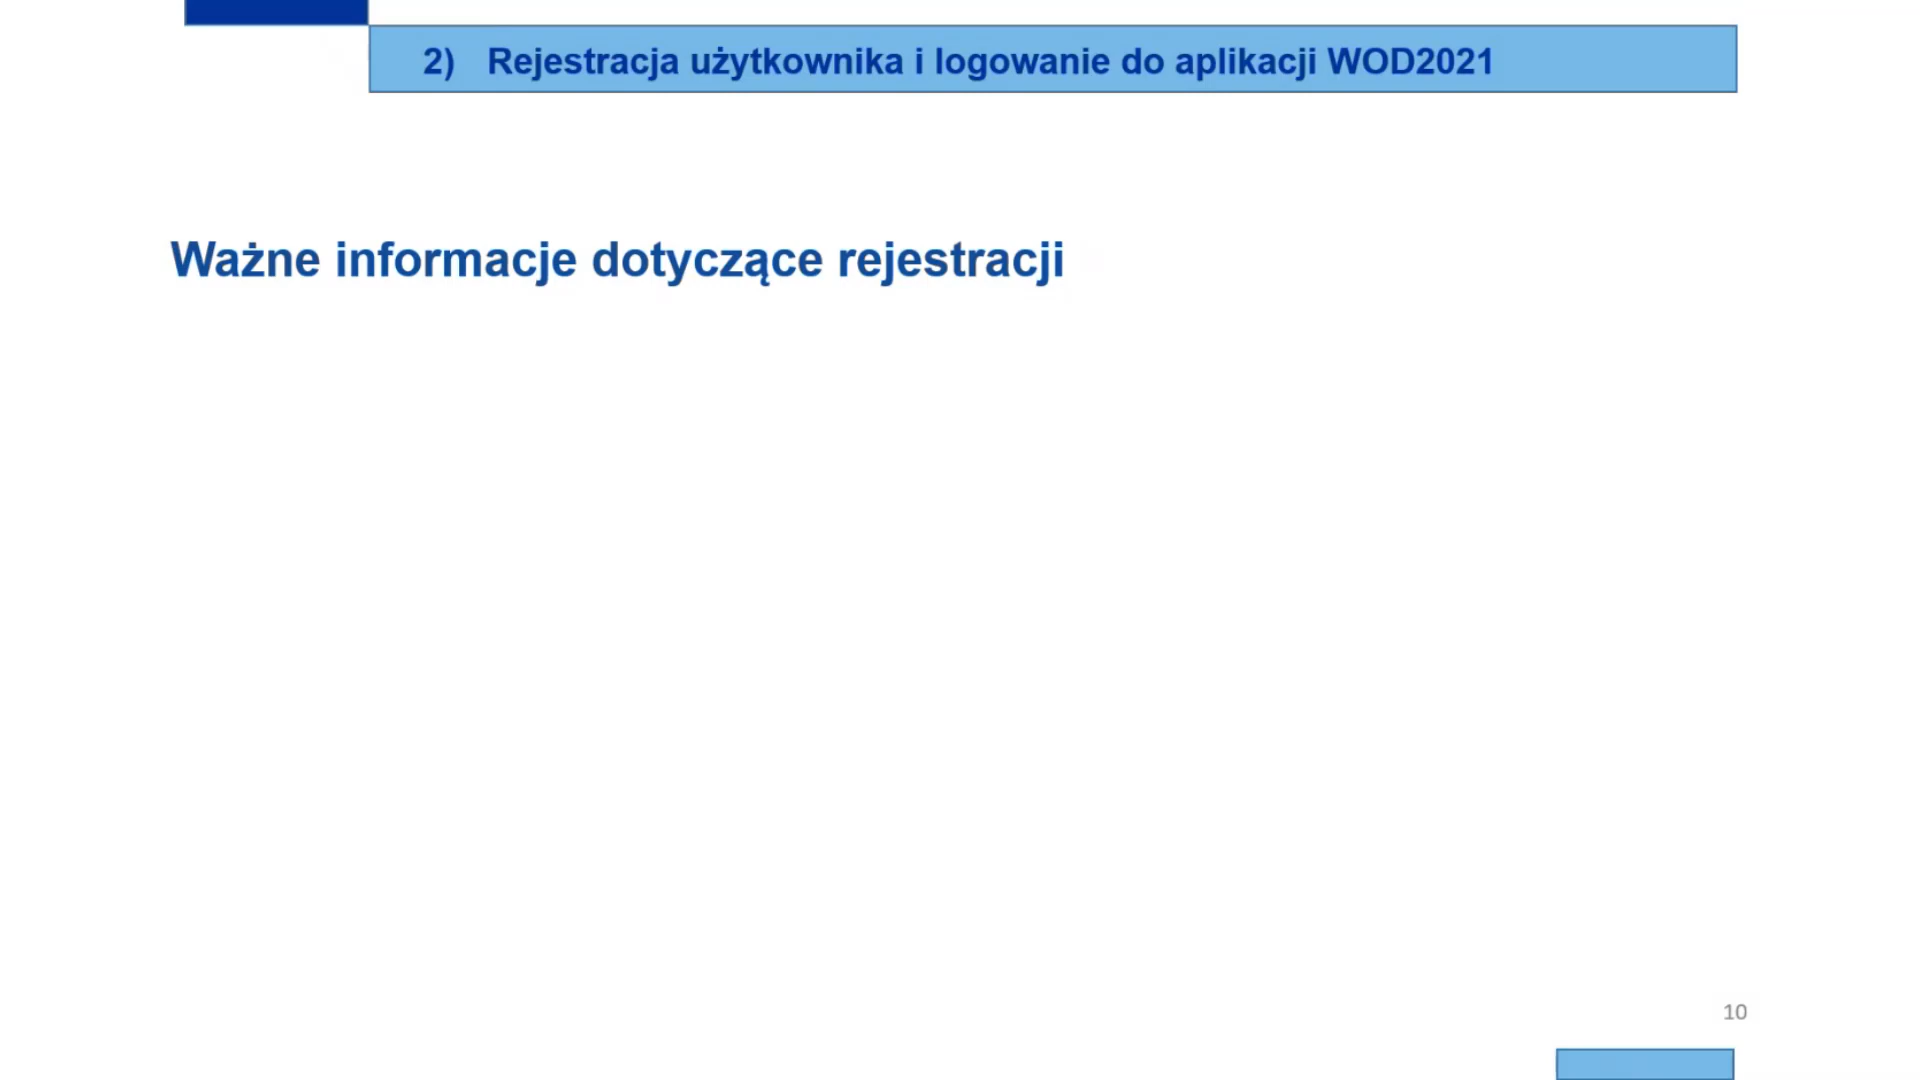 2) Rejestracja użytkownika i logowanie do aplikacji WOD2021
Ważne informacje dotyczące rejestracji
10